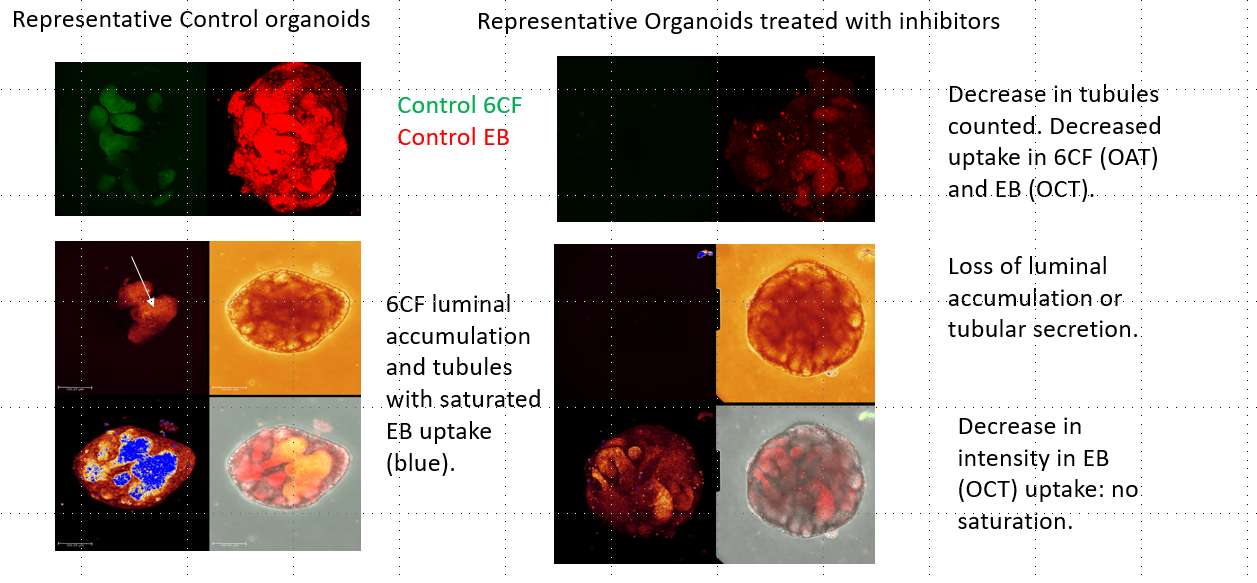 Representative Control organoids
Representative Organoids treated with inhibitors
Control 6CF
Control EB
Decrease in tubules
counted. Decreased
uptake in 6CF (OAT)
and EB (OCT).
6CF luminal
accumulation
and tubules
with saturated
EB uptake
(blue).
Loss of luminal
accumulation or
tubular secretion.
Decrease in
intensity in EB
(OCT) uptake: no
saturation.